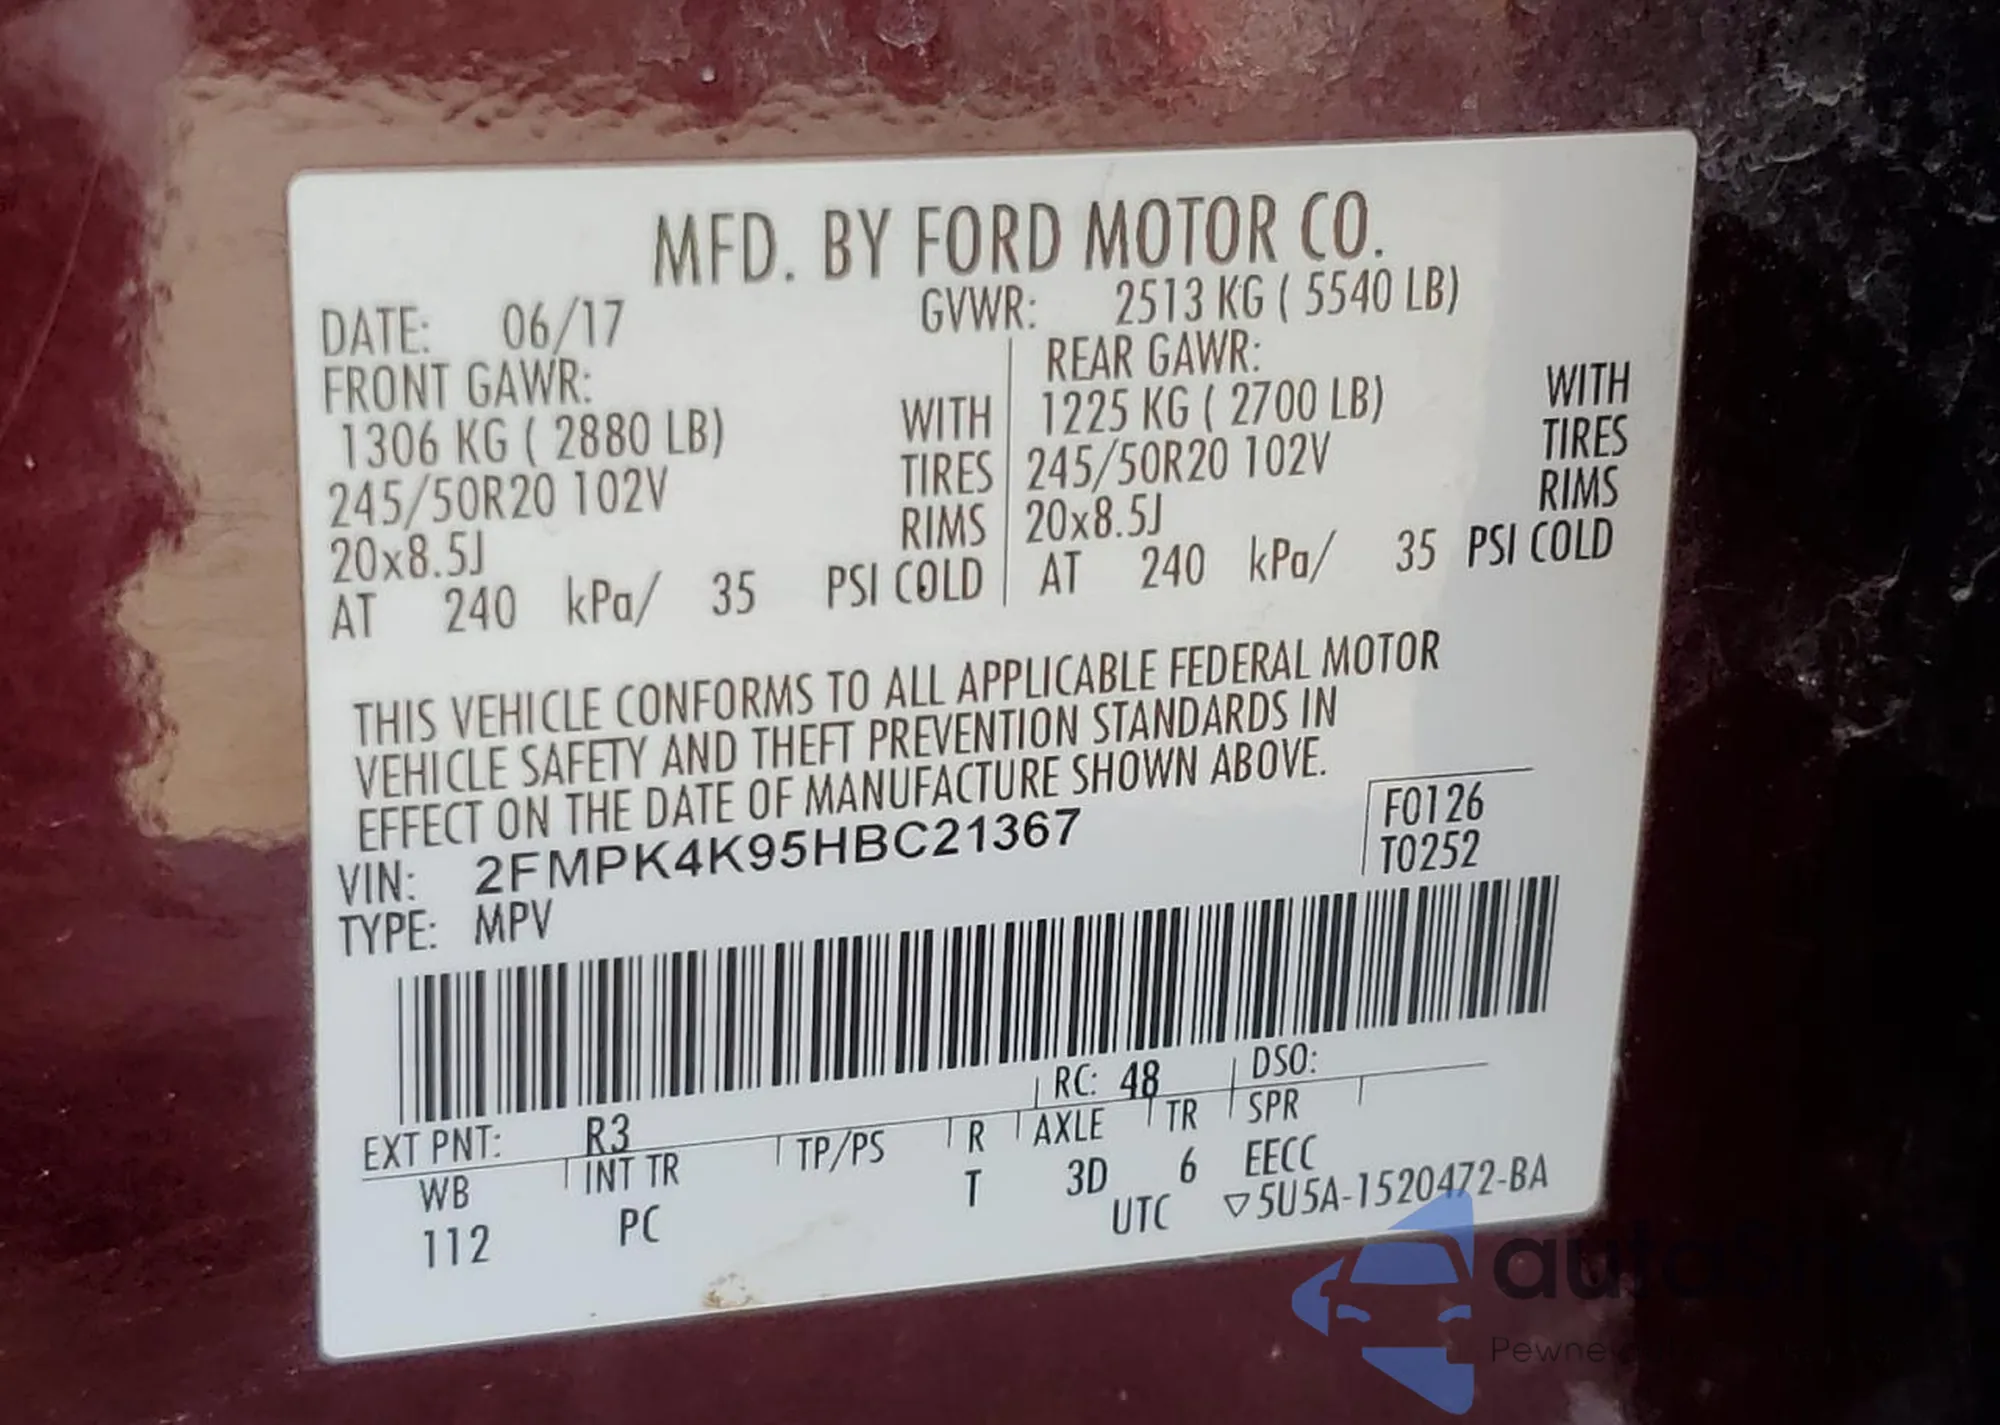 MFD. BY FORD MOTOR CO.
DATE: 06/17 GVWR: 2513 KG ( 5540 LB)
FRONT GAWR: REAR GAWR:
1306 KG ( 2880 LB) WITH 1225 KG ( 2700 LB) WITH
245/50R20 102V TIRES 245/50R20 102V TIRES
20x8.5J RIMS 20x8.5J RIMS
AT 240 kPa/ 35 PSI COLD AT 240 kPa/ 35 PSI COLD
THIS VEHICLE CONFORMS TO ALL APPLICABLE FEDERAL MOTOR
VEHICLE SAFETY AND THEFT PREVENTION STANDARDS IN
EFFECT ON THE DATE OF MANUFACTURE SHOWN ABOVE.
VIN: 2FMPK4K95HBC21367 F0126
TYPE: MPV T0252
RC: 48 DSO:
EXT PNT: R3
WB INT TR TP/PS R AXLE TR SPR
112 PC T 3D 6 EECC
UTC ▽5U5A-1520472-BA
autoShop